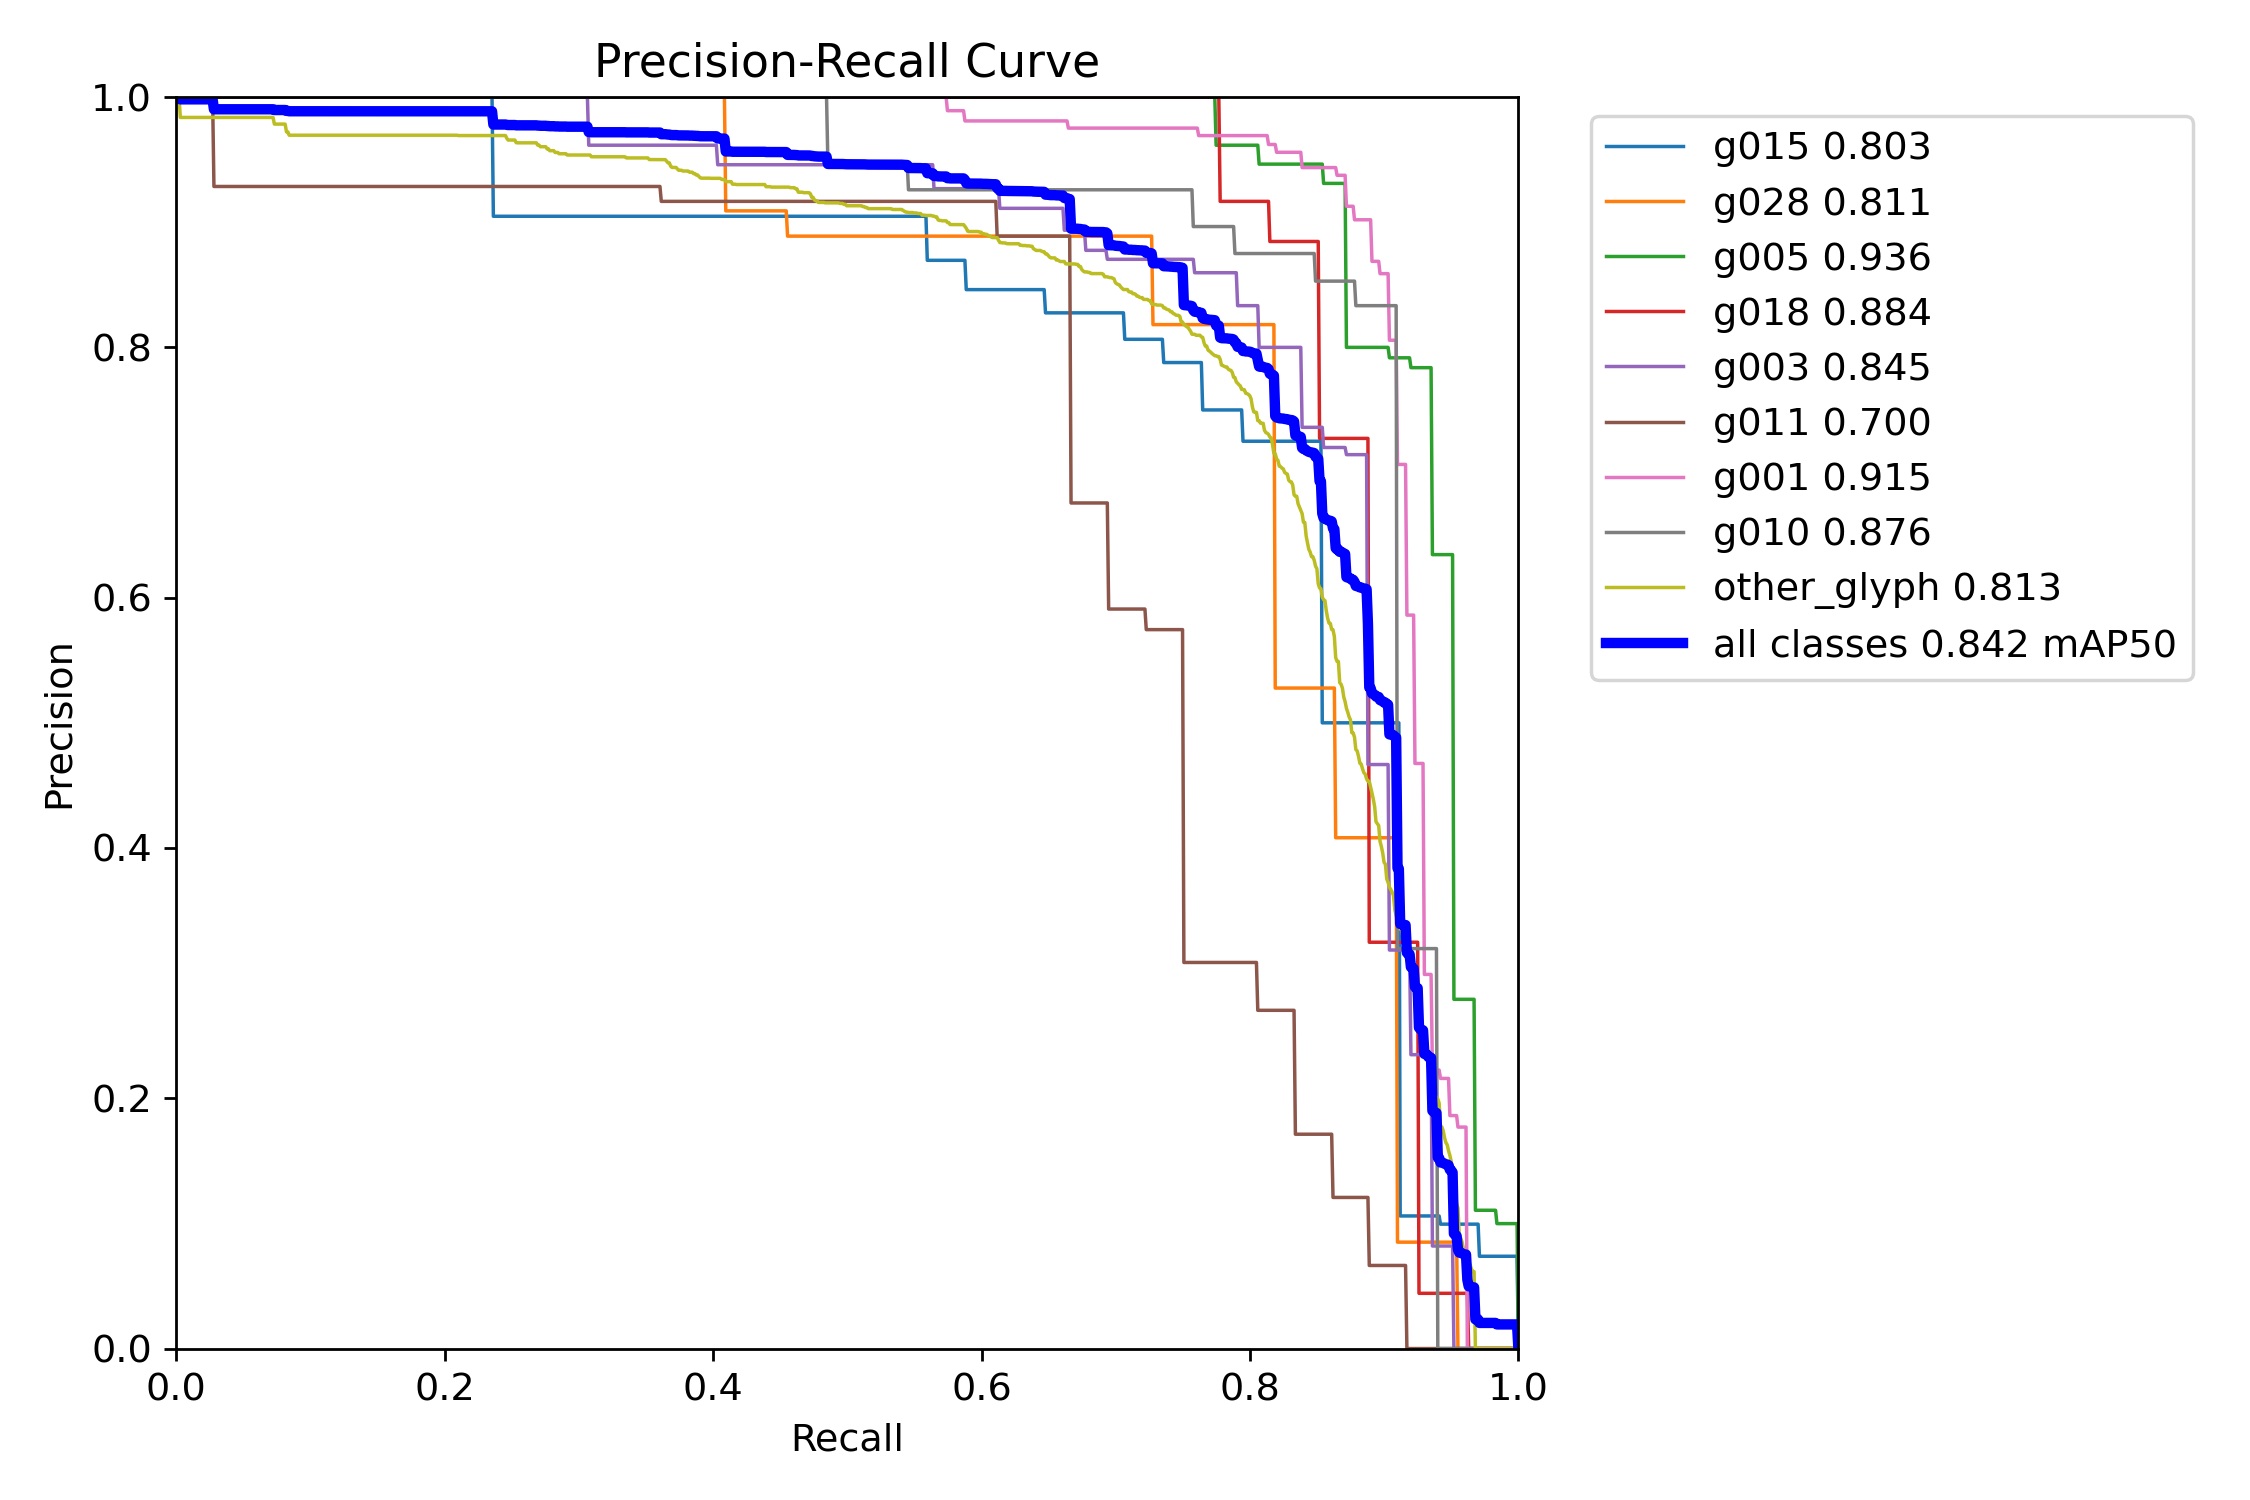 Precision-Recall Curve
1.0
0.8
0.6
0.4
0.2
0.0
Precision
0.0 0.2 0.4 0.6 0.8 1.0
Recall
g015 0.803
g028 0.811
g005 0.936
g018 0.884
g003 0.845
g011 0.700
g001 0.915
g010 0.876
other_glyph 0.813
all classes 0.842 mAP50